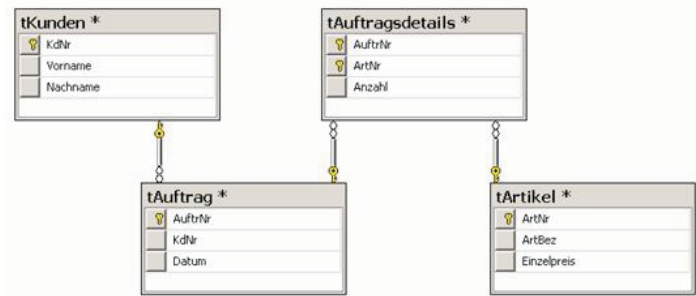 tKunden *
KdNr
Vorname
Nachname
tAuftragsdetails *
AuftrNr
ArtNr
Anzahl
tAuftrag *
AuftrNr
KdNr
Datum
tArtikel *
ArtNr
ArtBez
Einzelpreis